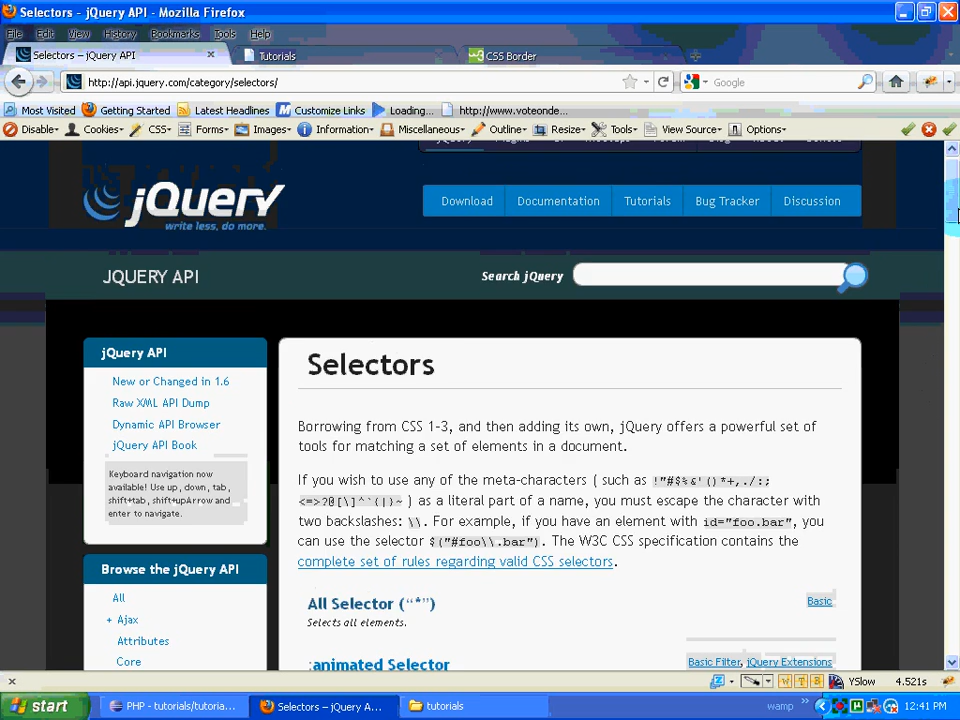 Selectors - jQuery API - Mozilla Firefox
File Edit View History Bookmarks Tools Help
Selectors – jQuery API × Tutorials CSS Border
http://api.jquery.com/category/selectors/ Google
Most Visited Getting Started Latest Headlines Customize Links Loading... http://www.voteonde...
Disable Cookies CSS Forms Images Information Miscellaneous Outline Resize Tools View Source Options
jQuery
write less, do more.
Download Documentation Tutorials Bug Tracker Discussion
JQUERY API
Search jQuery
jQuery API
New or Changed in 1.6
Raw XML API Dump
Dynamic API Browser
jQuery API Book
Keyboard navigation now
available! Use up, down, tab,
shift+tab, shift+upArrow and
enter to navigate.
Browse the jQuery API
All
+ Ajax
Attributes
Core
Selectors
Borrowing from CSS 1-3, and then adding its own, jQuery offers a powerful set of
tools for matching a set of elements in a document.
If you wish to use any of the meta-characters ( such as !"#$%&'()*+,./:;
<=>?@[\]^`{|}~ ) as a literal part of a name, you must escape the character with
two backslashes: \\. For example, if you have an element with id="foo.bar", you
can use the selector $("#foo\\.bar"). The W3C CSS specification contains the
complete set of rules regarding valid CSS selectors.
All Selector (“*”) Basic
Selects all elements.
:animated Selector Basic Filter, jQuery Extensions
× YSlow 4.521s
start PHP - tutorials/tutoria... Selectors – jQuery A... tutorials wamp » 12:41 PM